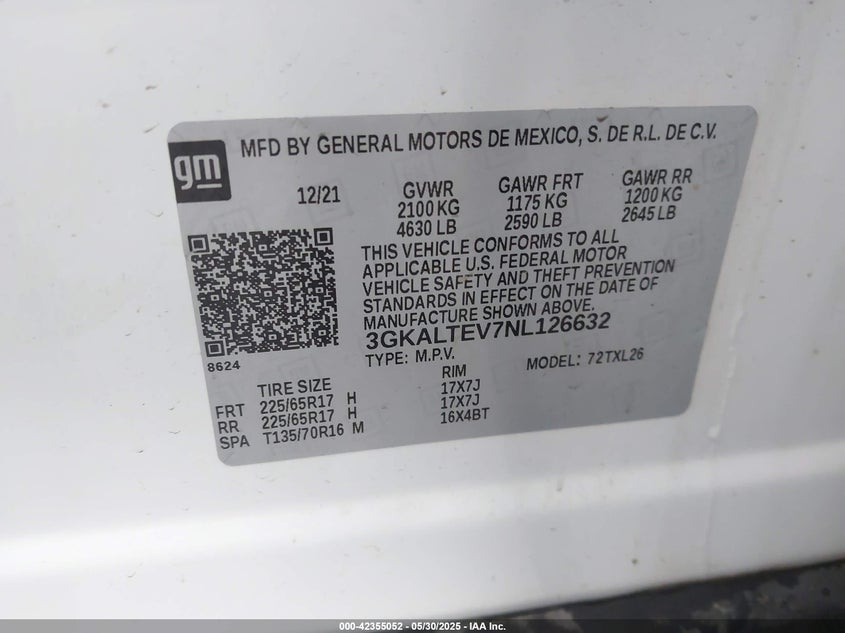 gm
MFD BY GENERAL MOTORS DE MEXICO, S. DE R.L. DE C.V.
12/21 GVWR GAWR FRT GAWR RR
2100 KG 1175 KG 1200 KG
4630 LB 2590 LB 2645 LB
THIS VEHICLE CONFORMS TO ALL
APPLICABLE U.S. FEDERAL MOTOR
VEHICLE SAFETY AND THEFT PREVENTION
STANDARDS IN EFFECT ON THE DATE OF
MANUFACTURE SHOWN ABOVE.
3GKALTEV7NL126632
8624
TYPE: M.P.V. MODEL: 72TXL26
TIRE SIZE RIM
FRT 225/65R17 H 17X7J
RR 225/65R17 H 17X7J
SPA T135/70R16 M 16X4BT
000-42355052 - 05/30/2025 - IAA Inc.